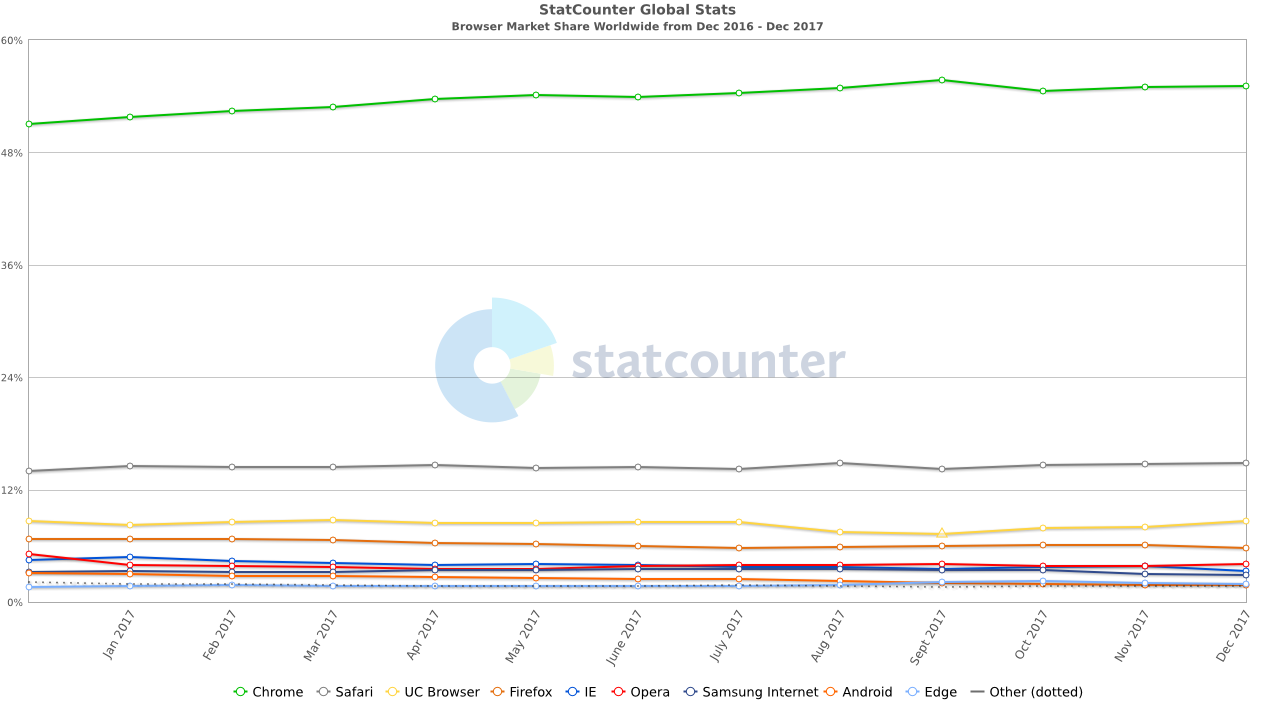 StatCounter Global Stats
Browser Market Share Worldwide from Dec 2016 - Dec 2017
60%
48%
36%
statcounter
24%
12%
0%
Jan 2017 Feb 2017 Mar 2017 Apr 2017 May 2017 June 2017 July 2017 Aug 2017 Sept 2017 Oct 2017 Nov 2017 Dec 2017
Chrome Safari UC Browser Firefox IE Opera Samsung Internet Android Edge Other (dotted)